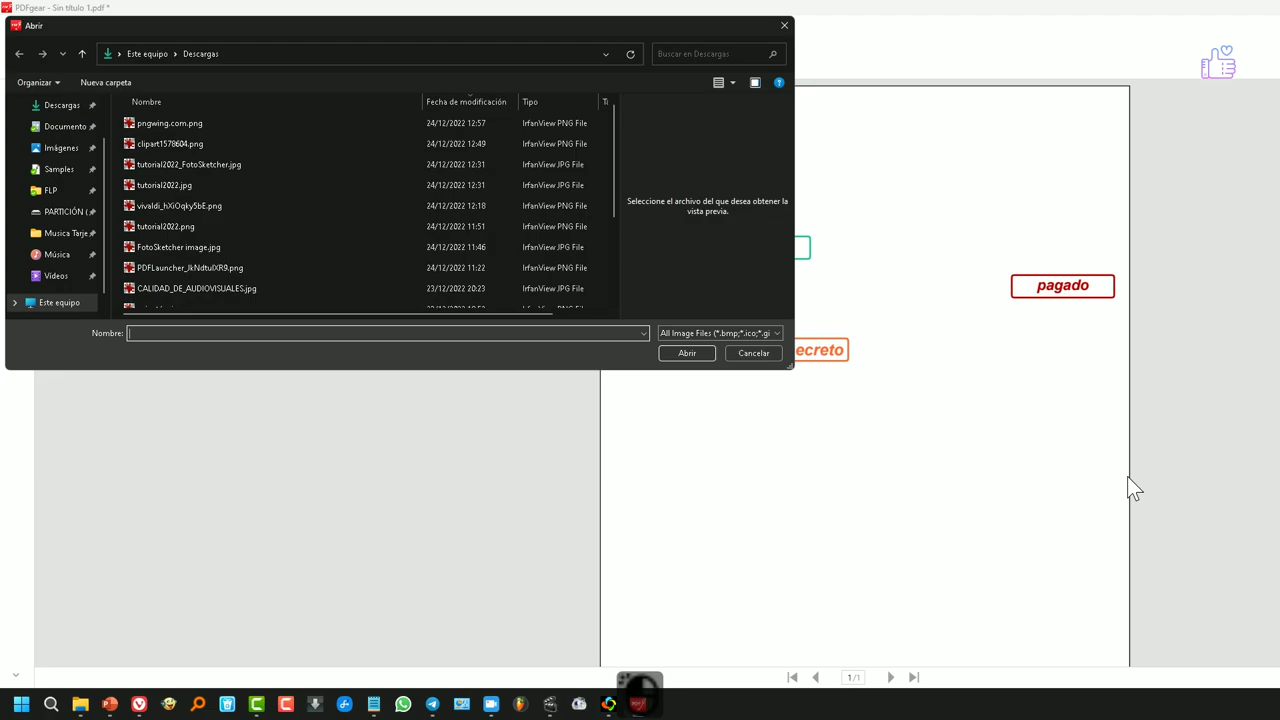 PDFgear - Sin título 1.pdf *
Abrir
Este equipo > Descargas
Buscar en Descargas
Organizar
Nueva carpeta
Nombre Fecha de modificación Tipo
Descargas
Documento
Imágenes
Samples
FLP
PARTICIÓN (
Musica Tarje
Música
Vídeos
Este equipo
pngwing.com.png 24/12/2022 12:57 IrfanView PNG File
clipart1578604.png 24/12/2022 12:49 IrfanView PNG File
tutorial2022_FotoSketcher.jpg 24/12/2022 12:31 IrfanView JPG File
tutorial2022.jpg 24/12/2022 12:31 IrfanView JPG File
vivaldi_hXiOqky5bE.png 24/12/2022 12:18 IrfanView PNG File
tutorial2022.png 24/12/2022 11:51 IrfanView PNG File
FotoSketcher image.jpg 24/12/2022 11:46 IrfanView JPG File
PDFLauncher_JkNdtulXR9.png 24/12/2022 11:22 IrfanView PNG File
CALIDAD_DE_AUDIOVISUALES.jpg 23/12/2022 20:23 IrfanView JPG File
Seleccione el archivo del que desea obtener la
vista previa.
Nombre:
All Image Files (*.bmp;*.ico;*.gi
Abrir
Cancelar
pagado
ecreto
1/1